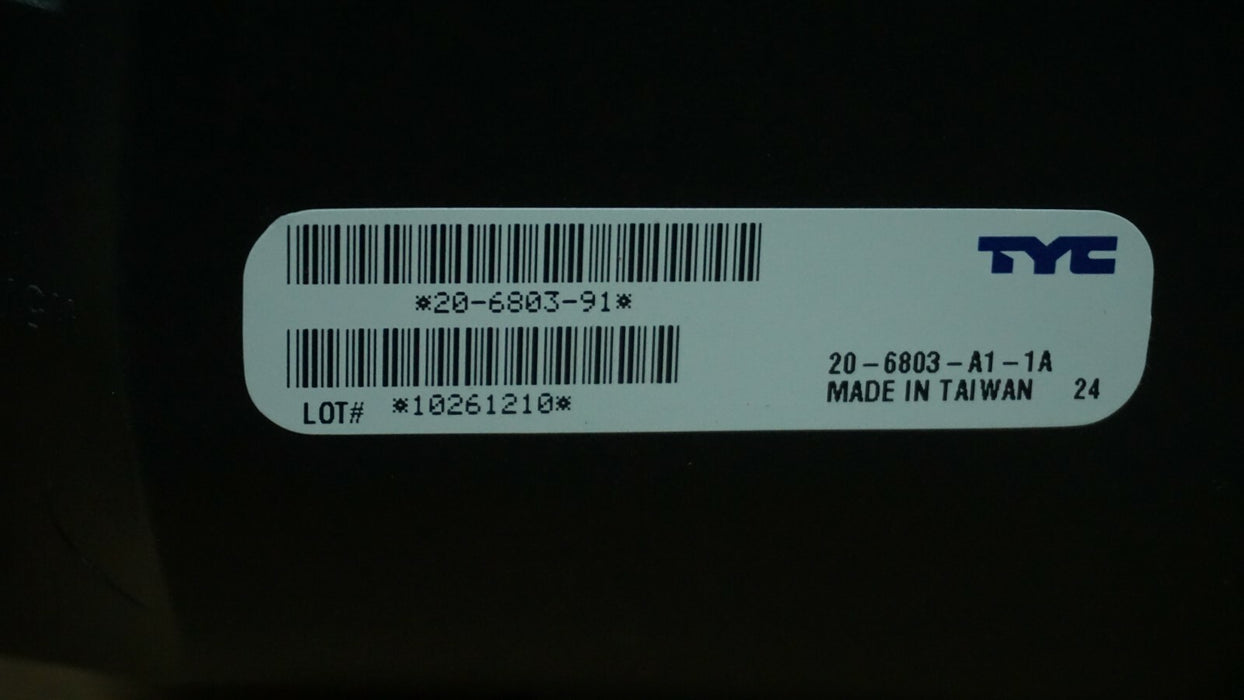 *20-6803-91*
LOT# *10261210*
TYC
20-6803-A1-1A
MADE IN TAIWAN 24